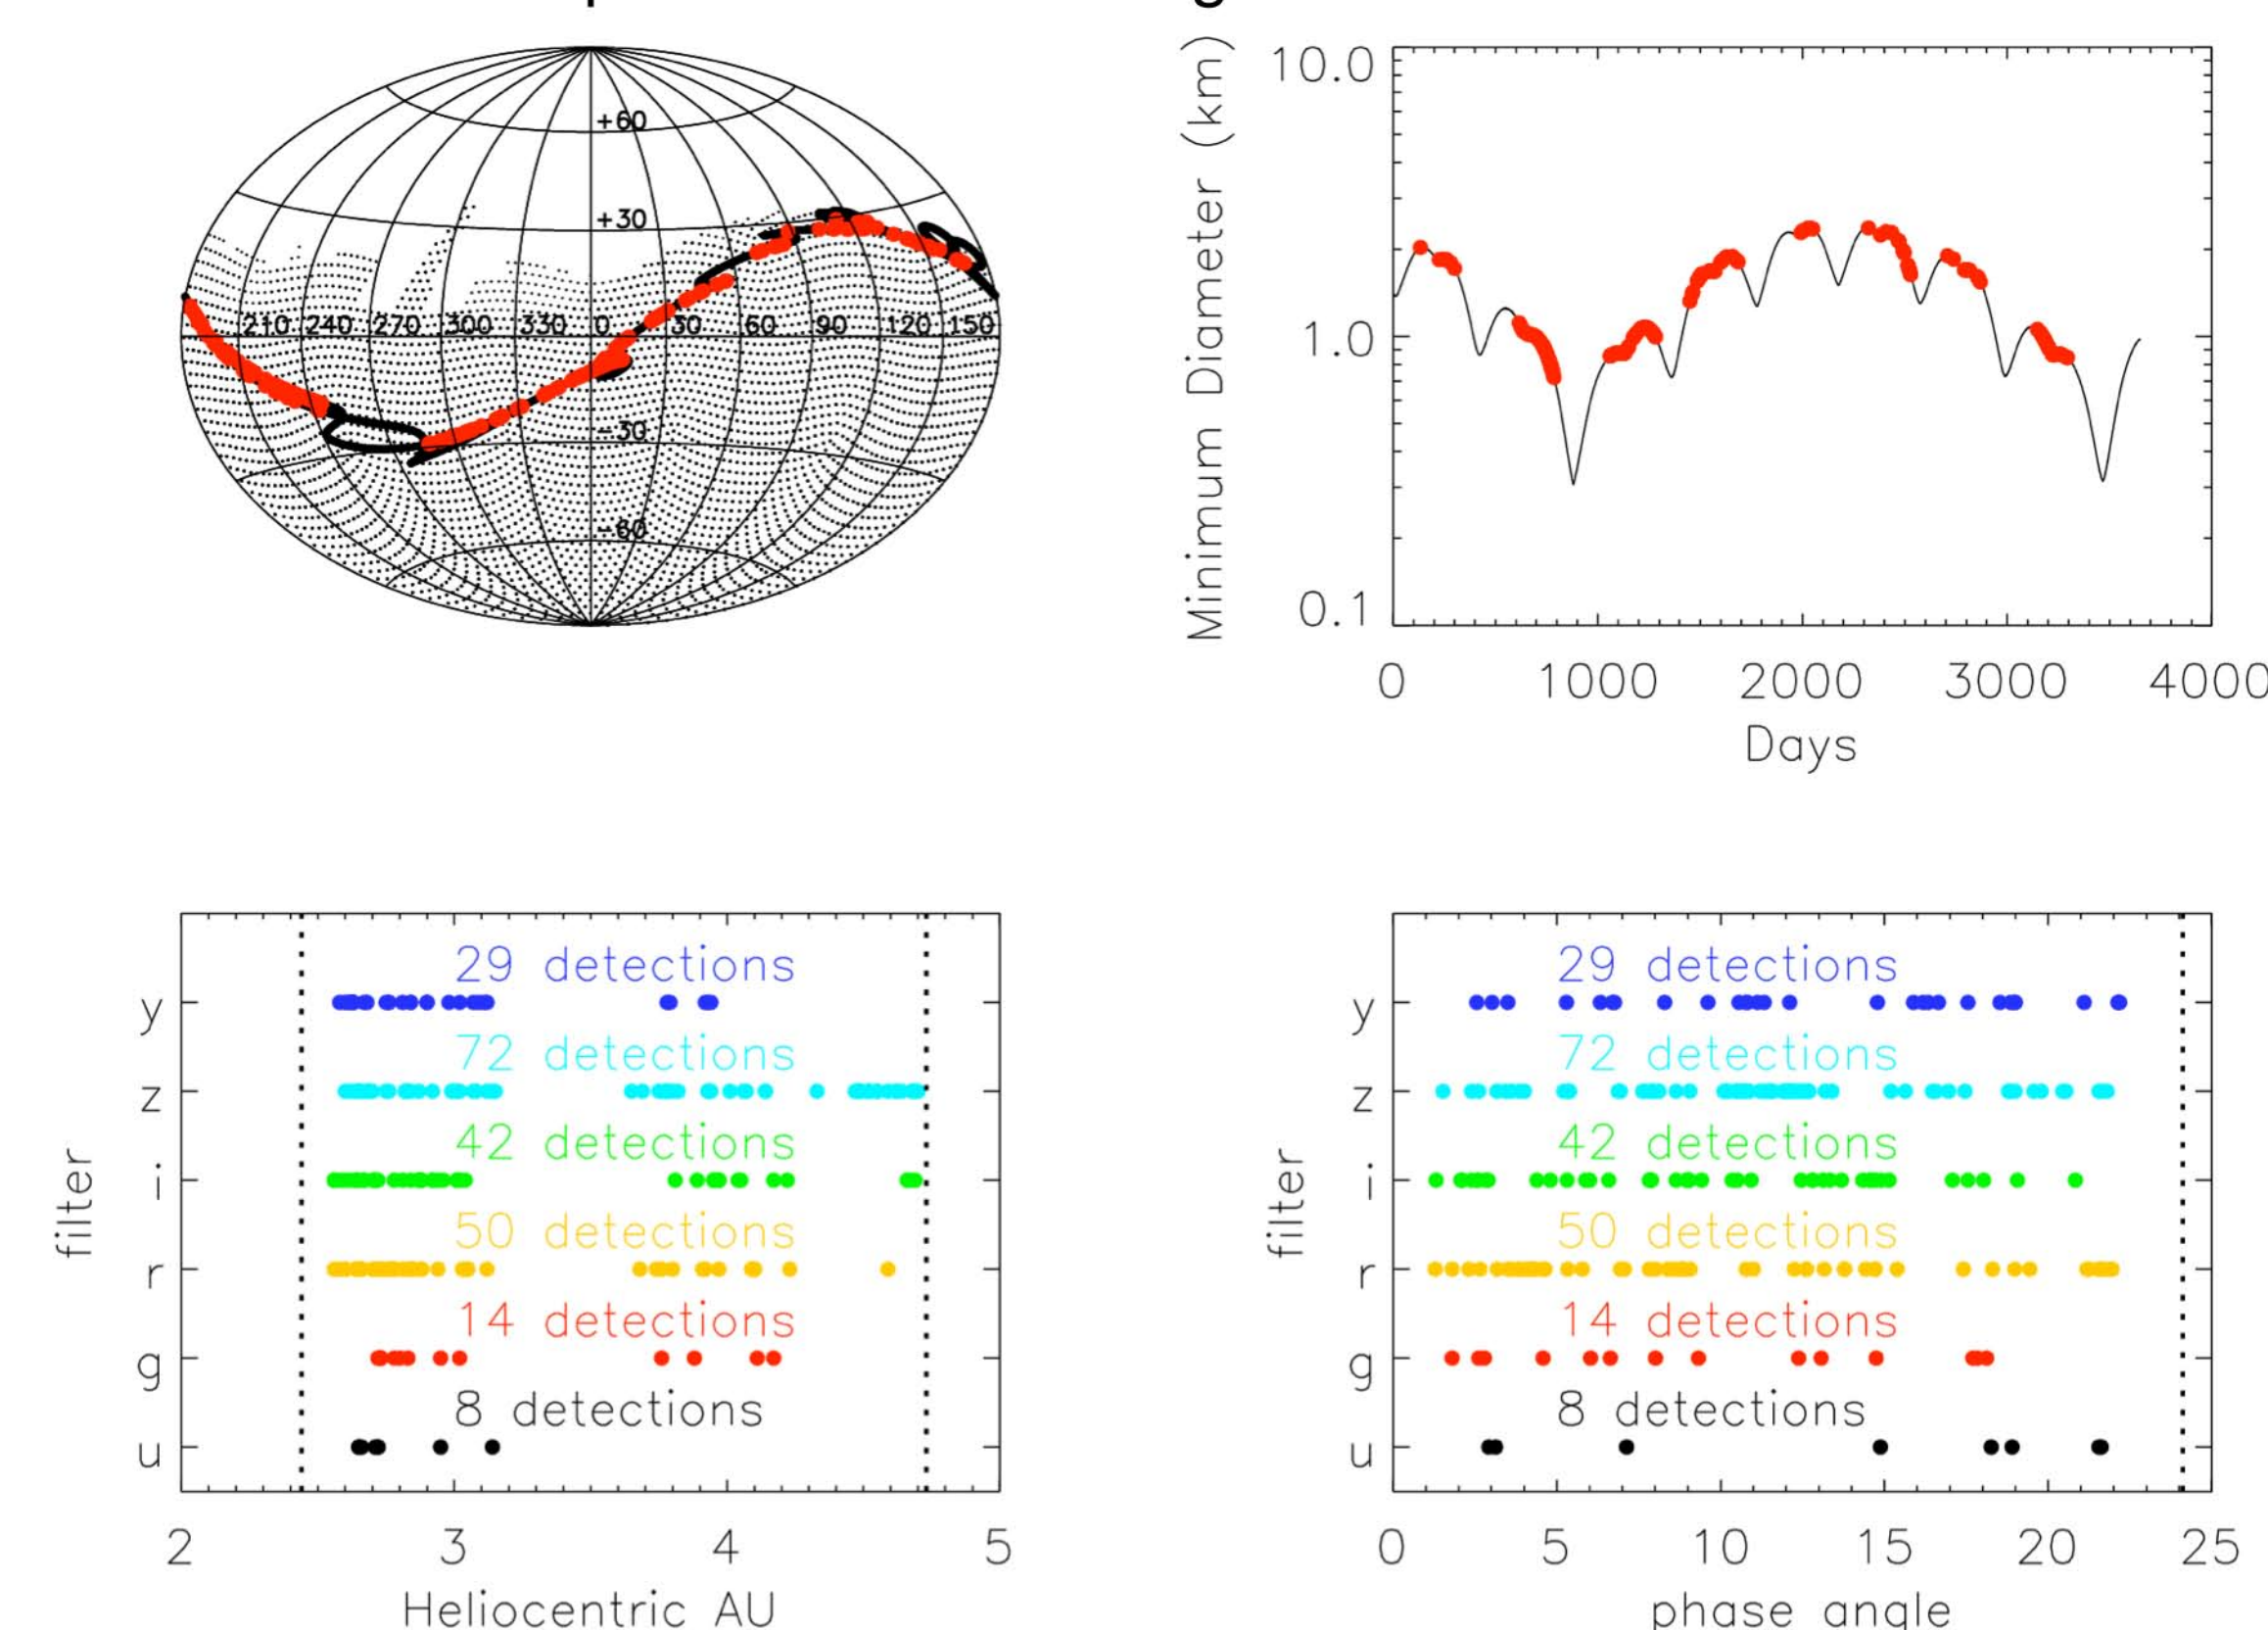 +60
+30
210 240 270 300 330 0 30 60 90 120 150
-30
-60
Minimum Diameter (km)
10.0
1.0
0.1
0 1000 2000 3000 4000
Days
filter
y
z
i
r
g
u
29 detections
72 detections
42 detections
50 detections
14 detections
8 detections
2 3 4 5
Heliocentric AU
filter
y
z
i
r
g
u
29 detections
72 detections
42 detections
50 detections
14 detections
8 detections
0 5 10 15 20 25
phase angle